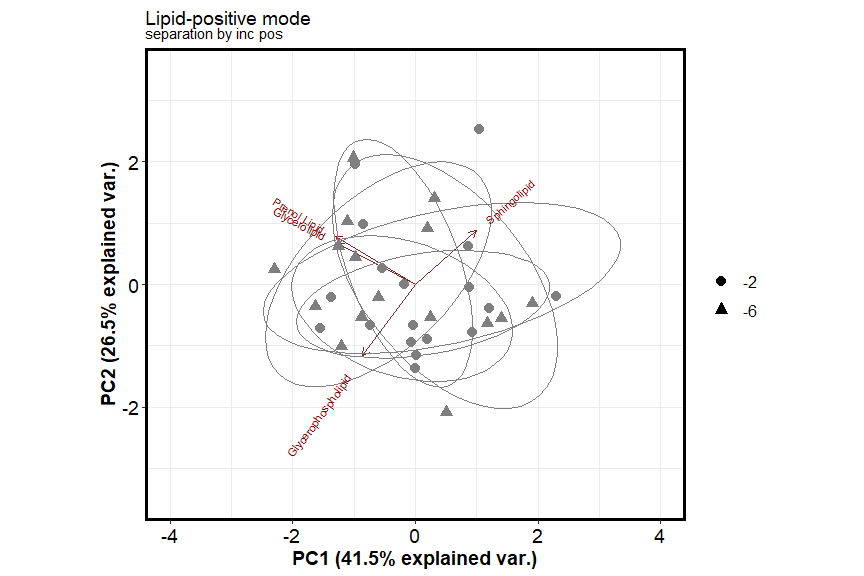 Lipid-positive mode
separation by inc pos
PC2 (26.5% explained var.)
2
0
-2
Prenol Lipid
Glycerolipid
Sphingolipid
Glycerophospholipid
-2
-6
-4
-2
0
2
4
PC1 (41.5% explained var.)